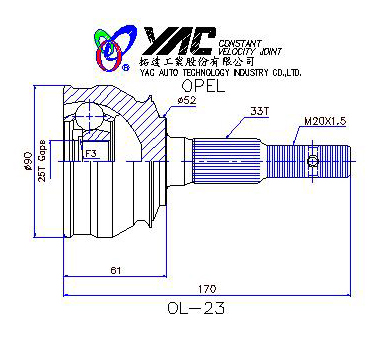 YAC CONSTANT
VELOCITY JOINT
拓達工業股份有限公司
YAC AUTO TECHNOLOGY INDUSTRY CO.,LTD.
OPEL
ø52
33T
M20X1.5
ø90
25T Gaps
F3
61
170
OL-23